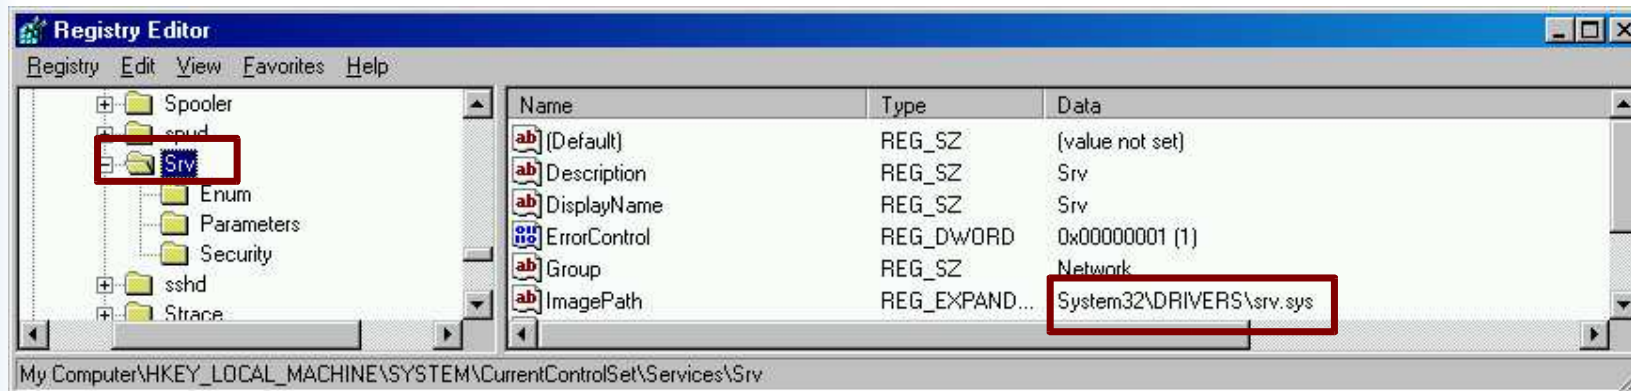 Registry Editor
Registry Edit View Favorites Help
Spooler
spud
Srv
Enum
Parameters
Security
sshd
Strace
Name Type Data
(Default) REG_SZ (value not set)
Description REG_SZ Srv
DisplayName REG_SZ Srv
ErrorControl REG_DWORD 0x00000001 (1)
Group REG_SZ Network
ImagePath REG_EXPAND... System32\DRIVERS\srv.sys
My Computer\HKEY_LOCAL_MACHINE\SYSTEM\CurrentControlSet\Services\Srv